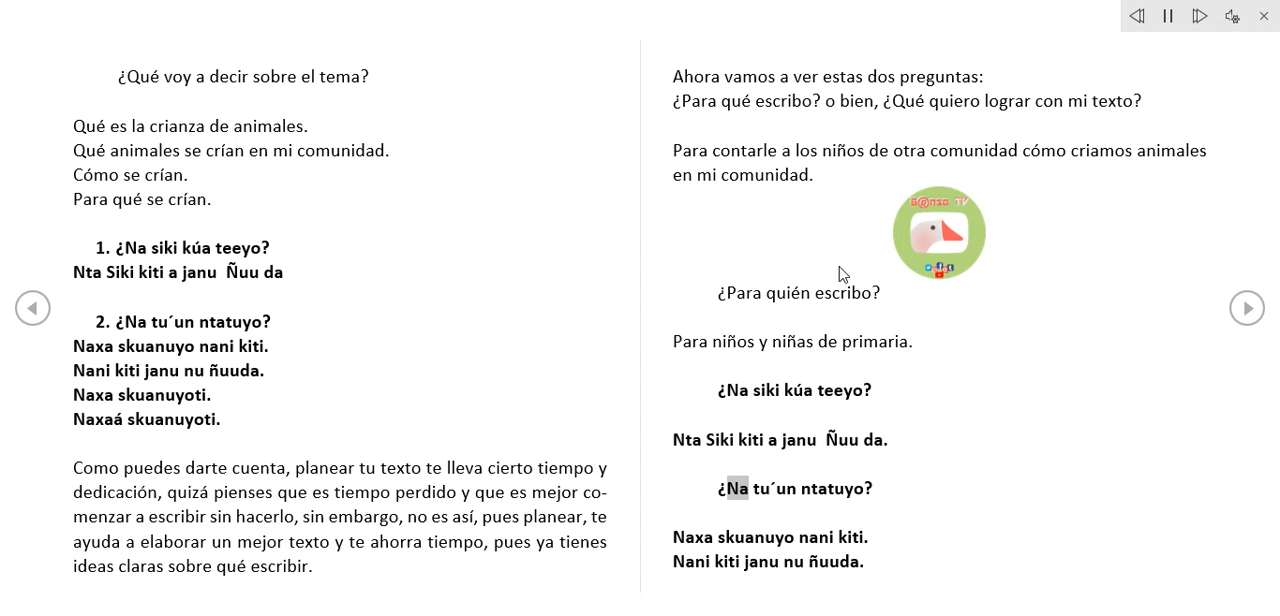 ¿Qué voy a decir sobre el tema?
Qué es la crianza de animales.
Qué animales se crían en mi comunidad.
Cómo se crían.
Para qué se crían.
1. ¿Na siki kúa teeyo?
Nta Siki kiti a janu Ñuu da
2. ¿Na tu´un ntatuyo?
Naxa skuanuyo nani kiti.
Nani kiti janu nu ñuuda.
Naxa skuanuyoti.
Naxaá skuanuyoti.
Como puedes darte cuenta, planear tu texto te lleva cierto tiempo y
dedicación, quizá pienses que es tiempo perdido y que es mejor co-
menzar a escribir sin hacerlo, sin embargo, no es así, pues planear, te
ayuda a elaborar un mejor texto y te ahorra tiempo, pues ya tienes
ideas claras sobre qué escribir.
Ahora vamos a ver estas dos preguntas:
¿Para qué escribo? o bien, ¿Qué quiero lograr con mi texto?
Para contarle a los niños de otra comunidad cómo criamos animales
en mi comunidad.
G@nso TV
¿Para quién escribo?
Para niños y niñas de primaria.
¿Na siki kúa teeyo?
Nta Siki kiti a janu Ñuu da.
¿Na tu´un ntatuyo?
Naxa skuanuyo nani kiti.
Nani kiti janu nu ñuuda.